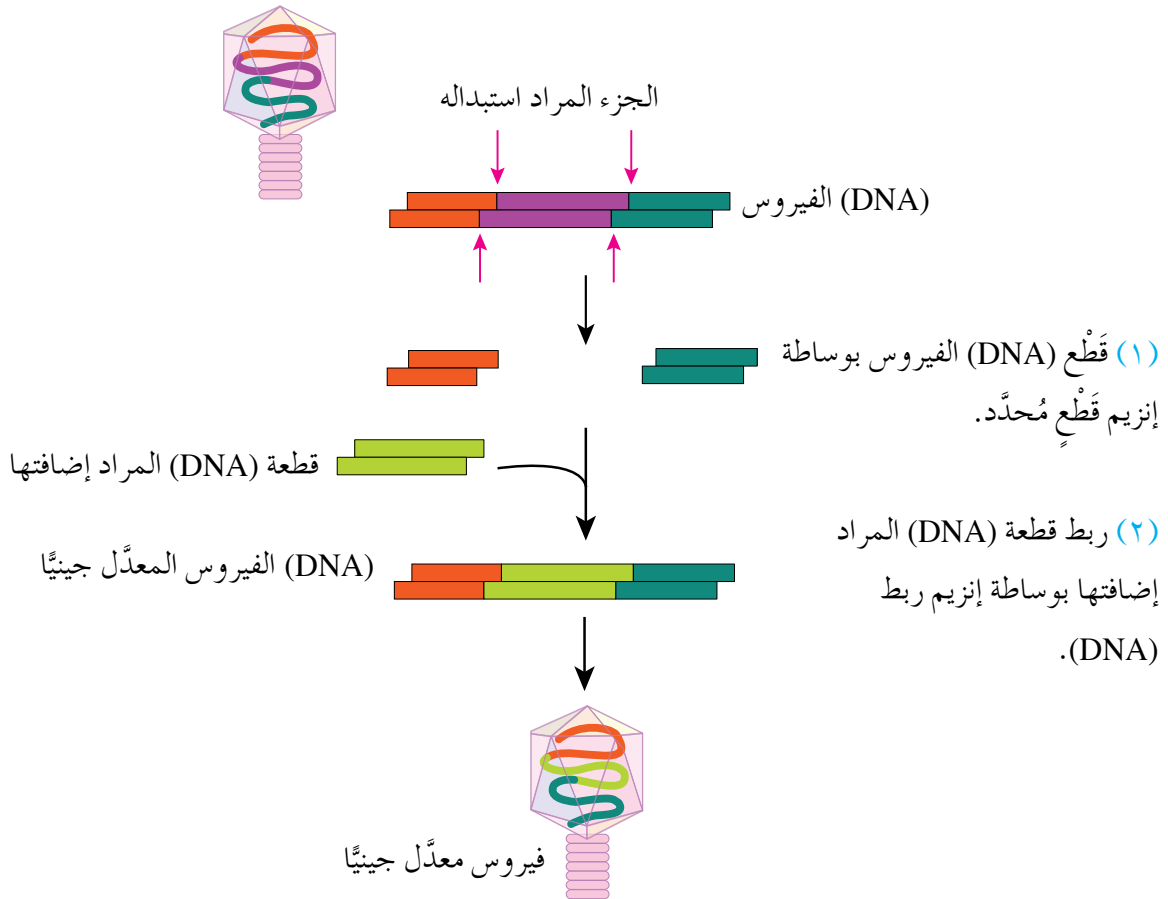 الجزء المراد استبداله
(DNA) الفيروس
(١) قَطْع (DNA) الفيروس بوساطة
إنزيم قَطْعٍ مُحدَّد.
قطعة (DNA) المراد إضافتها
(٢) ربط قطعة (DNA) المراد
إضافتها بوساطة إنزيم ربط
(DNA).
(DNA) الفيروس المعدَّل جينيًّا
فيروس معدَّل جينيًّا